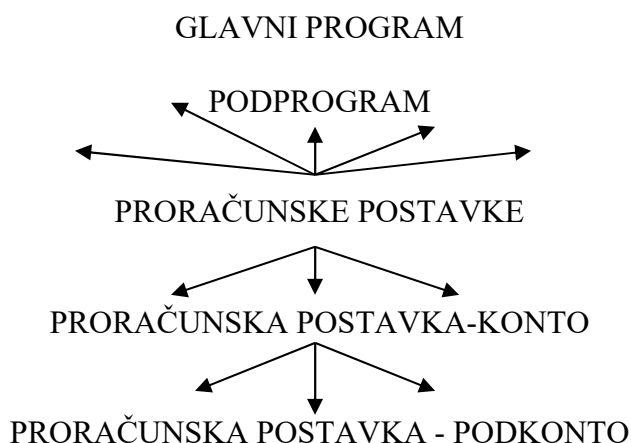 GLAVNI PROGRAM
PODPROGRAM
PRORAČUNSKE POSTAVKE
PRORAČUNSKA POSTAVKA-KONTO
PRORAČUNSKA POSTAVKA - PODKONTO